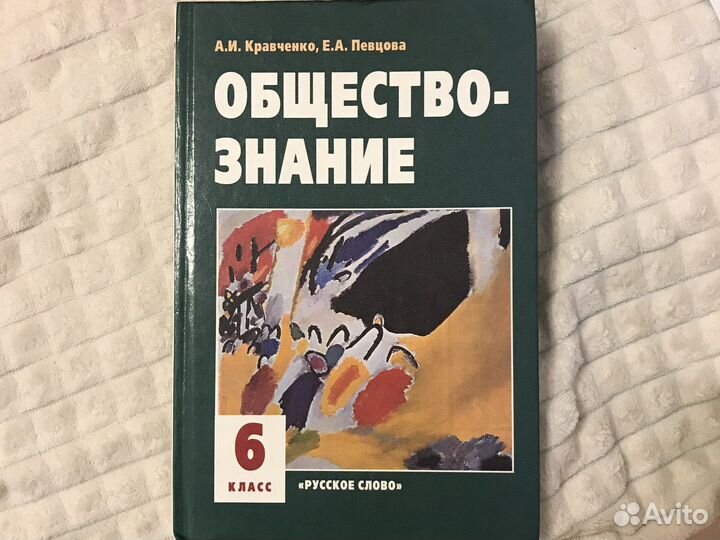 А.И. Кравченко, Е.А. Певцова
ОБЩЕСТВО-
ЗНАНИЕ
6
КЛАСС
«РУССКОЕ СЛОВО»
Avito